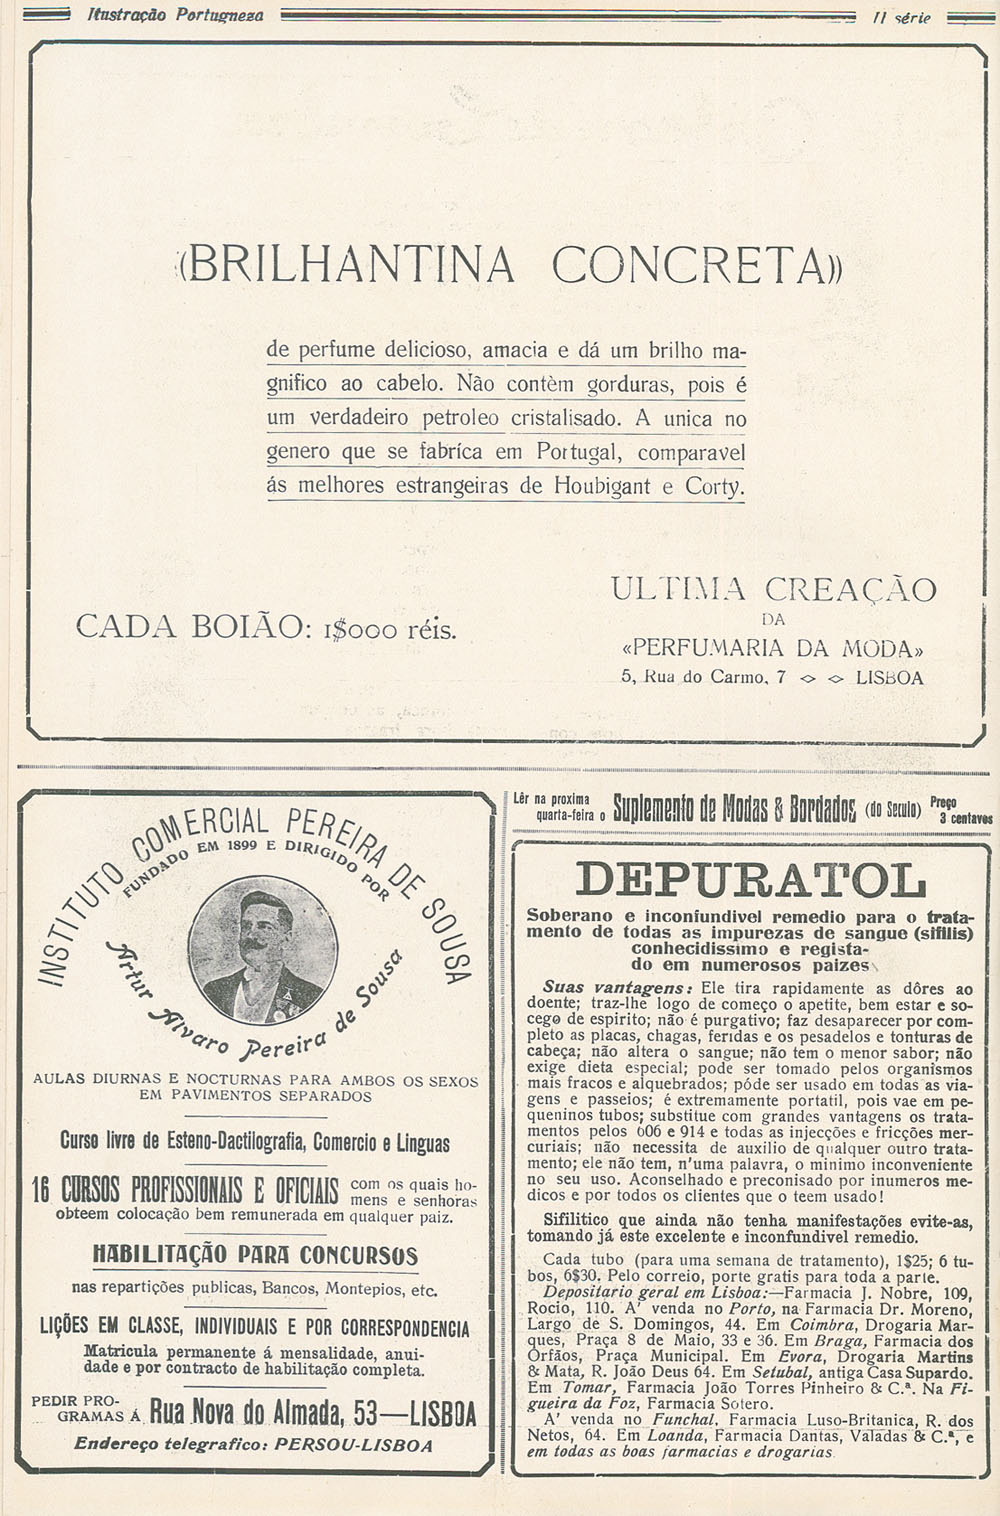 Ilustração Portugueza
II série
«BRILHANTINA CONCRETA»
de perfume delicioso, amacia e dá um brilho ma-
gnifico ao cabelo. Não contèm gorduras, pois é
um verdadeiro petroleo cristalisado. A unica no
genero que se fabríca em Portugal, comparavel
ás melhores estrangeiras de Houbigant e Corty.
CADA BOIÃO: 1$000 réis.
ULTIMA CREAÇÃO
DA
«PERFUMARIA DA MODA»
5, Rua do Carmo, 7 <> <> LISBOA
INSTITUTO COMERCIAL PEREIRA DE SOUSA
FUNDADO EM 1899 E DIRIGIDO POR
Artur Alvaro Pereira de Sousa
AULAS DIURNAS E NOCTURNAS PARA AMBOS OS SEXOS
EM PAVIMENTOS SEPARADOS
Curso livre de Esteno-Dactilografia, Comercio e Linguas
16 CURSOS PROFISSIONAIS E OFICIAIS com os quais ho-
mens e senhoras
obteem colocação bem remunerada em qualquer paiz.
HABILITAÇÃO PARA CONCURSOS
nas repartições publicas, Bancos, Montepios, etc.
LIÇÕES EM CLASSE, INDIVIDUAIS E POR CORRESPONDENCIA
Matricula permanente á mensalidade, anui-
dade e por contracto de habilitação completa.
PEDIR PRO-
GRAMAS Á Rua Nova do Almada, 53—LISBOA
Endereço telegrafico: PERSOU-LISBOA
Lêr na proxima
quarta-feira o Suplemento de Modas & Bordados (do Seculo) Preço
3 centavos
DEPURATOL
Soberano e inconfundivel remedio para o trata-
mento de todas as impurezas de sangue (sifilis)
conhecidissimo e regista-
do em numerosos paizes
Suas vantagens: Ele tira rapidamente as dôres ao
doente; traz-lhe logo de começo o apetite, bem estar e so-
cego de espirito; não é purgativo; faz desaparecer por com-
pleto as placas, chagas, feridas e os pesadelos e tonturas de
cabeça; não altera o sangue; não tem o menor sabor; não
exige dieta especial; pode ser tomado pelos organismos
mais fracos e alquebrados; póde ser usado em todas as via-
gens e passeios; é extremamente portatil, pois vae em pe-
queninos tubos; substitue com grandes vantagens os trata-
mentos pelos 606 e 914 e todas as injecções e fricções mer-
curiais; não necessita de auxilio de qualquer outro trata-
mento; ele não tem, n'uma palavra, o minimo inconveniente
no seu uso. Aconselhado e preconisado por inumeros me-
dicos e por todos os clientes que o teem usado!
Sifilitico que ainda não tenha manifestações evite-as,
tomando já este excelente e inconfundivel remedio.
Cada tubo (para uma semana de tratamento), 1$25; 6 tu-
bos, 6$30. Pelo correio, porte gratis para toda a parte.
Depositario geral em Lisboa:—Farmacia J. Nobre, 109,
Rocio, 110. A' venda no Porto, na Farmacia Dr. Moreno,
Largo de S. Domingos, 44. Em Coimbra, Drogaria Mar-
ques, Praça 8 de Maio, 33 e 36. Em Braga, Farmacia dos
Orfãos, Praça Municipal. Em Evora, Drogaria Martins
& Mata, R. João Deus 64. Em Setubal, antiga Casa Supardo.
Em Tomar, Farmacia João Torres Pinheiro & C.ª. Na Fi-
gueira da Foz, Farmacia Sotero.
A' venda no Funchal, Farmacia Luso-Britanica, R. dos
Netos, 64. Em Loanda, Farmacia Dantas, Valadas & C.ª, e
em todas as boas farmacias e drogarias.